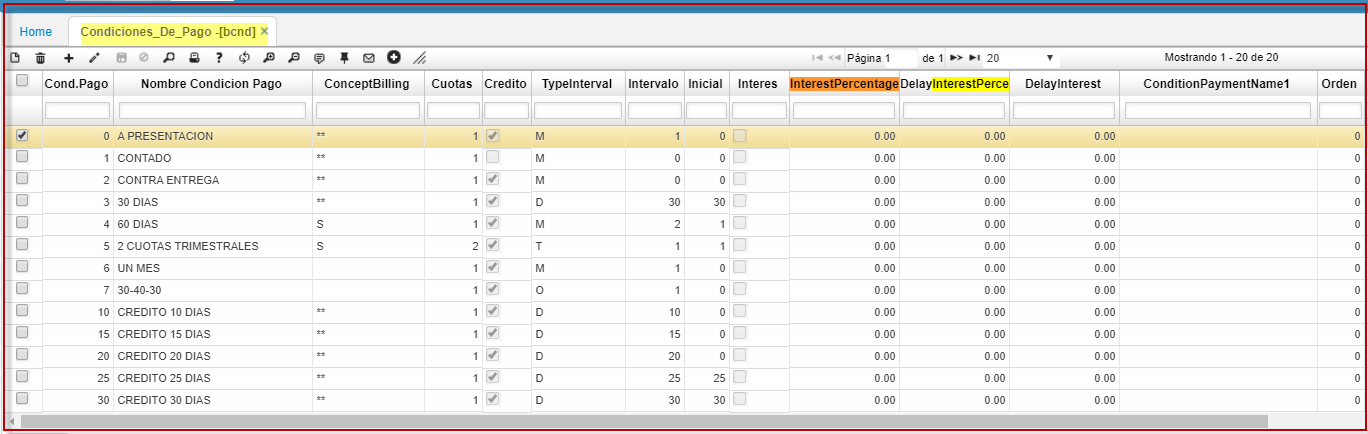 Home Condiciones_De_Pago -[bcnd] ×
Página 1 de 1 20 Mostrando 1 - 20 de 20
Cond.Pago Nombre Condicion Pago ConceptBilling Cuotas Credito TypeInterval Intervalo Inicial Interes InterestPercentage DelayInterestPerce DelayInterest ConditionPaymentName1 Orden
0 A PRESENTACION ** 1 M 1 0 0.00 0.00 0.00 0
1 CONTADO ** 1 M 0 0 0.00 0.00 0.00 0
2 CONTRA ENTREGA ** 1 M 0 0 0.00 0.00 0.00 0
3 30 DIAS ** 1 D 30 30 0.00 0.00 0.00 0
4 60 DIAS S 1 M 2 1 0.00 0.00 0.00 0
5 2 CUOTAS TRIMESTRALES S 2 T 1 1 0.00 0.00 0.00 0
6 UN MES 1 M 1 0 0.00 0.00 0.00 0
7 30-40-30 1 O 1 0 0.00 0.00 0.00 0
10 CREDITO 10 DIAS ** 1 D 10 0 0.00 0.00 0.00 0
15 CREDITO 15 DIAS ** 1 D 15 0 0.00 0.00 0.00 0
20 CREDITO 20 DIAS ** 1 D 20 0 0.00 0.00 0.00 0
25 CREDITO 25 DIAS ** 1 D 25 25 0.00 0.00 0.00 0
30 CREDITO 30 DIAS ** 1 D 30 30 0.00 0.00 0.00 0